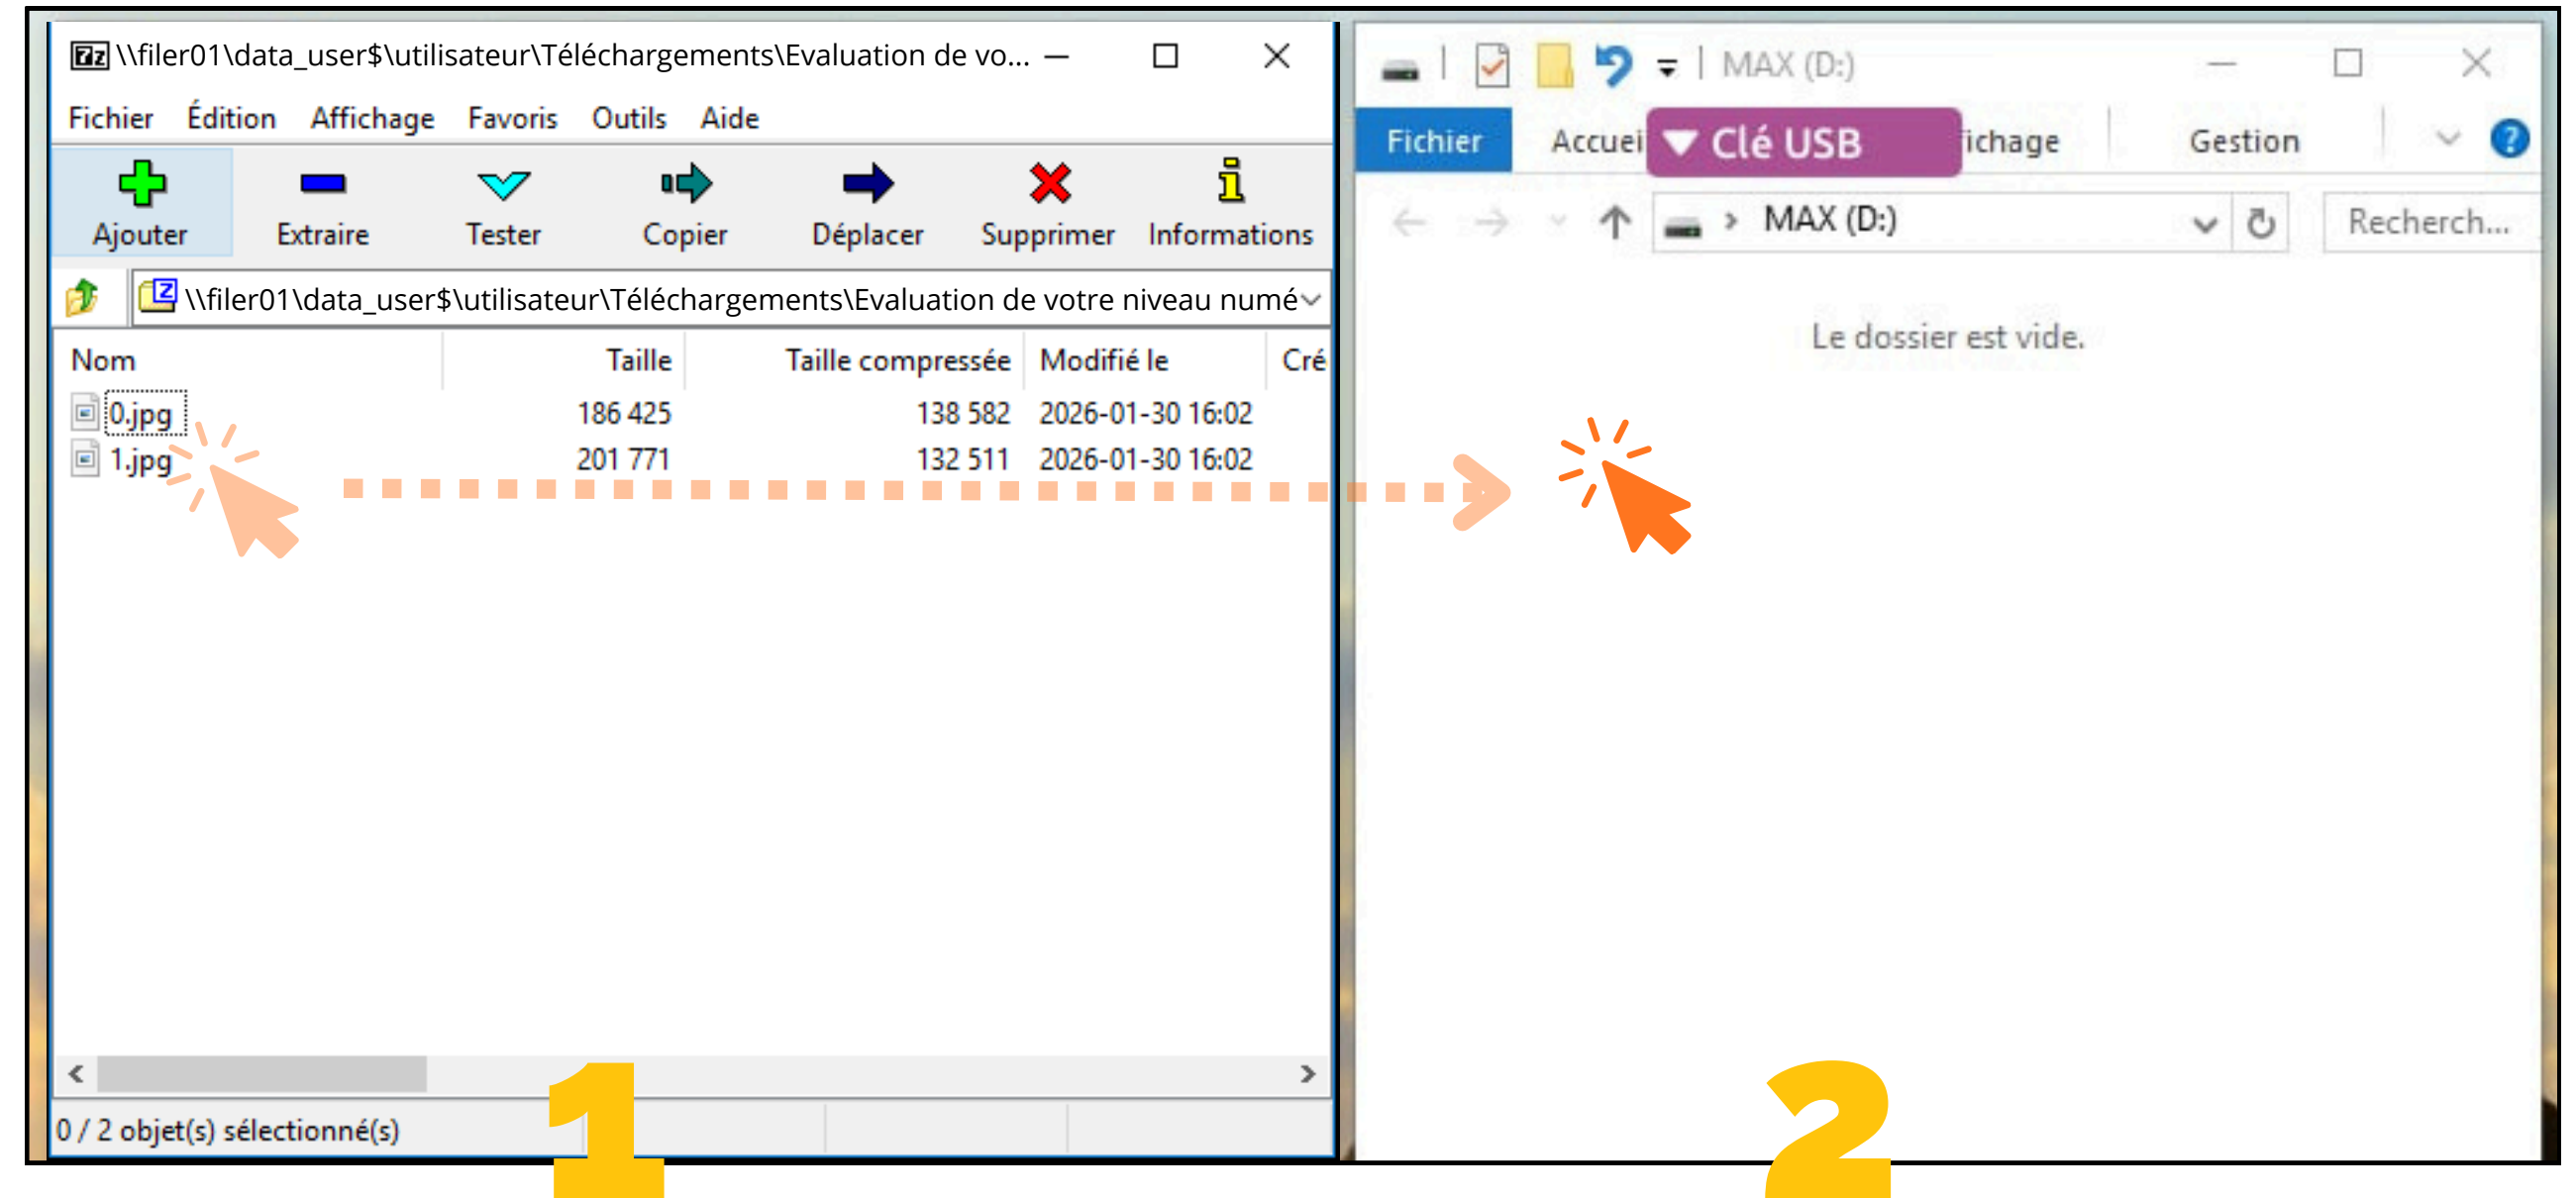 7z \\filer01\data_user$\utilisateur\Téléchargements\Evaluation de vo...
Fichier Édition Affichage Favoris Outils Aide
Ajouter Extraire Tester Copier Déplacer Supprimer Informations
\\filer01\data_user$\utilisateur\Téléchargements\Evaluation de votre niveau numé
Nom Taille Taille compressée Modifié le Cré
0.jpg 186 425 138 582 2026-01-30 16:02
1.jpg 201 771 132 511 2026-01-30 16:02
0 / 2 objet(s) sélectionné(s)
1
MAX (D:)
Fichier Accuei Clé USB ichage Gestion ?
MAX (D:) Recherch...
Le dossier est vide.
2